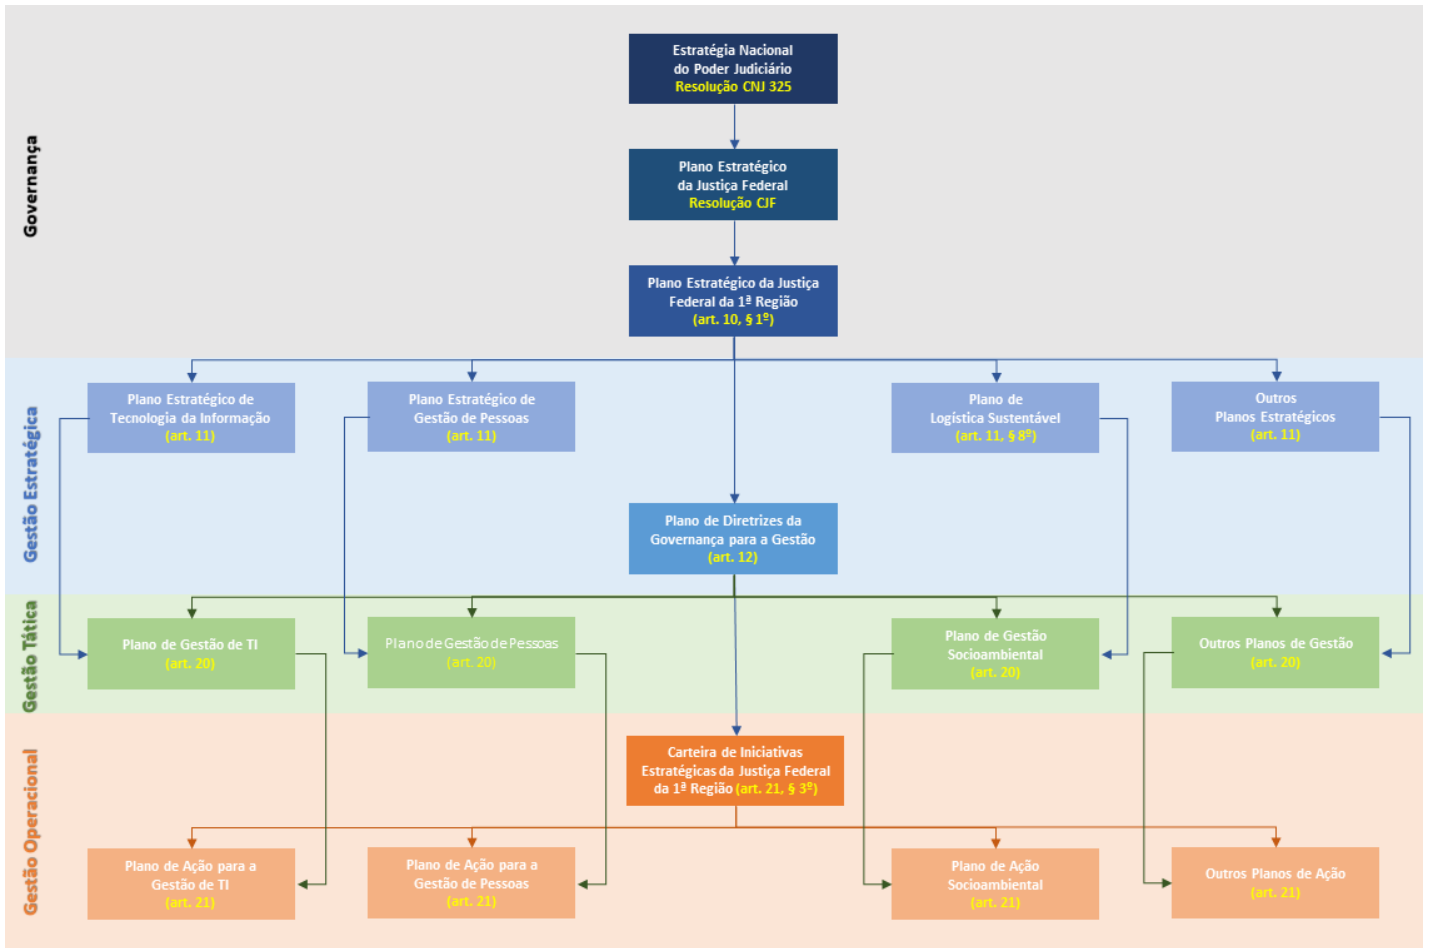 Governança
Estratégia Nacional
do Poder Judiciário
Resolução CNJ 325
Plano Estratégico
da Justiça Federal
Resolução CJF
Plano Estratégico da Justiça
Federal da 1ª Região
(art. 10, § 1º)
Gestão Estratégica
Plano Estratégico de
Tecnologia da Informação
(art. 11)
Plano Estratégico de
Gestão de Pessoas
(art. 11)
Plano de
Logística Sustentável
(art. 11, § 8º)
Outros
Planos Estratégicos
(art. 11)
Plano de Diretrizes da
Governança para a Gestão
(art. 12)
Gestão Tática
Plano de Gestão de TI
(art. 20)
Plano de Gestão de Pessoas
(art. 20)
Plano de Gestão
Socioambiental
(art. 20)
Outros Planos de Gestão
(art. 20)
Gestão Operacional
Carteira de Iniciativas
Estratégicas da Justiça Federal
da 1ª Região (art. 21, § 3º)
Plano de Ação para a
Gestão de TI
(art. 21)
Plano de Ação para a
Gestão de Pessoas
(art. 21)
Plano de Ação
Socioambiental
(art. 21)
Outros Planos de Ação
(art. 21)